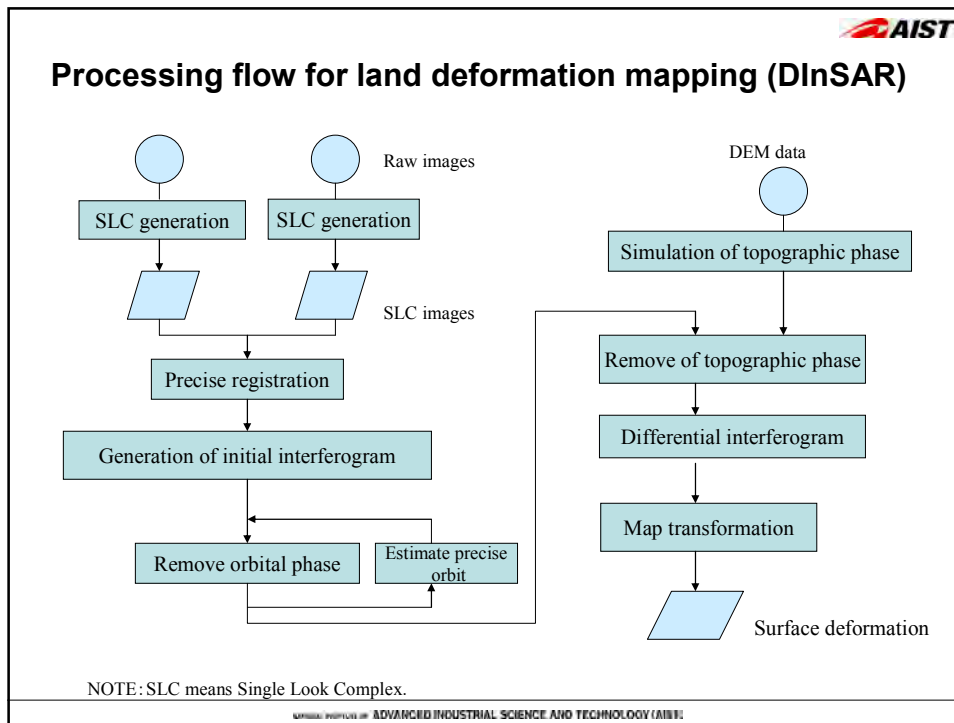 AIST
Processing flow for land deformation mapping (DInSAR)
Raw images
SLC generation
SLC generation
SLC images
Precise registration
Generation of initial interferogram
Remove orbital phase
Estimate precise
orbit
DEM data
Simulation of topographic phase
Remove of topographic phase
Differential interferogram
Map transformation
Surface deformation
NOTE: SLC means Single Look Complex.
ADVANCED INDUSTRIAL SCIENCE AND TECHNOLOGY (AIST)